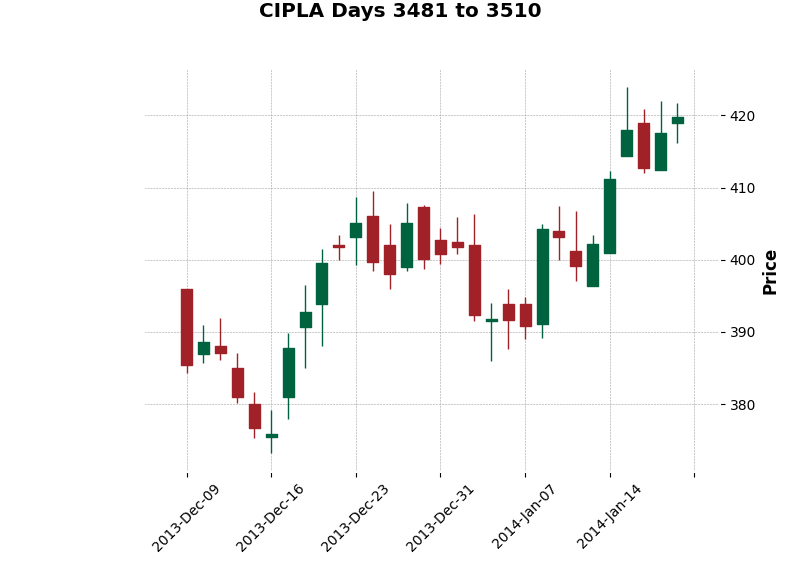 CIPLA Days 3481 to 3510
420
410
400
390
380
Price
2013-Dec-09
2013-Dec-16
2013-Dec-23
2013-Dec-31
2014-Jan-07
2014-Jan-14